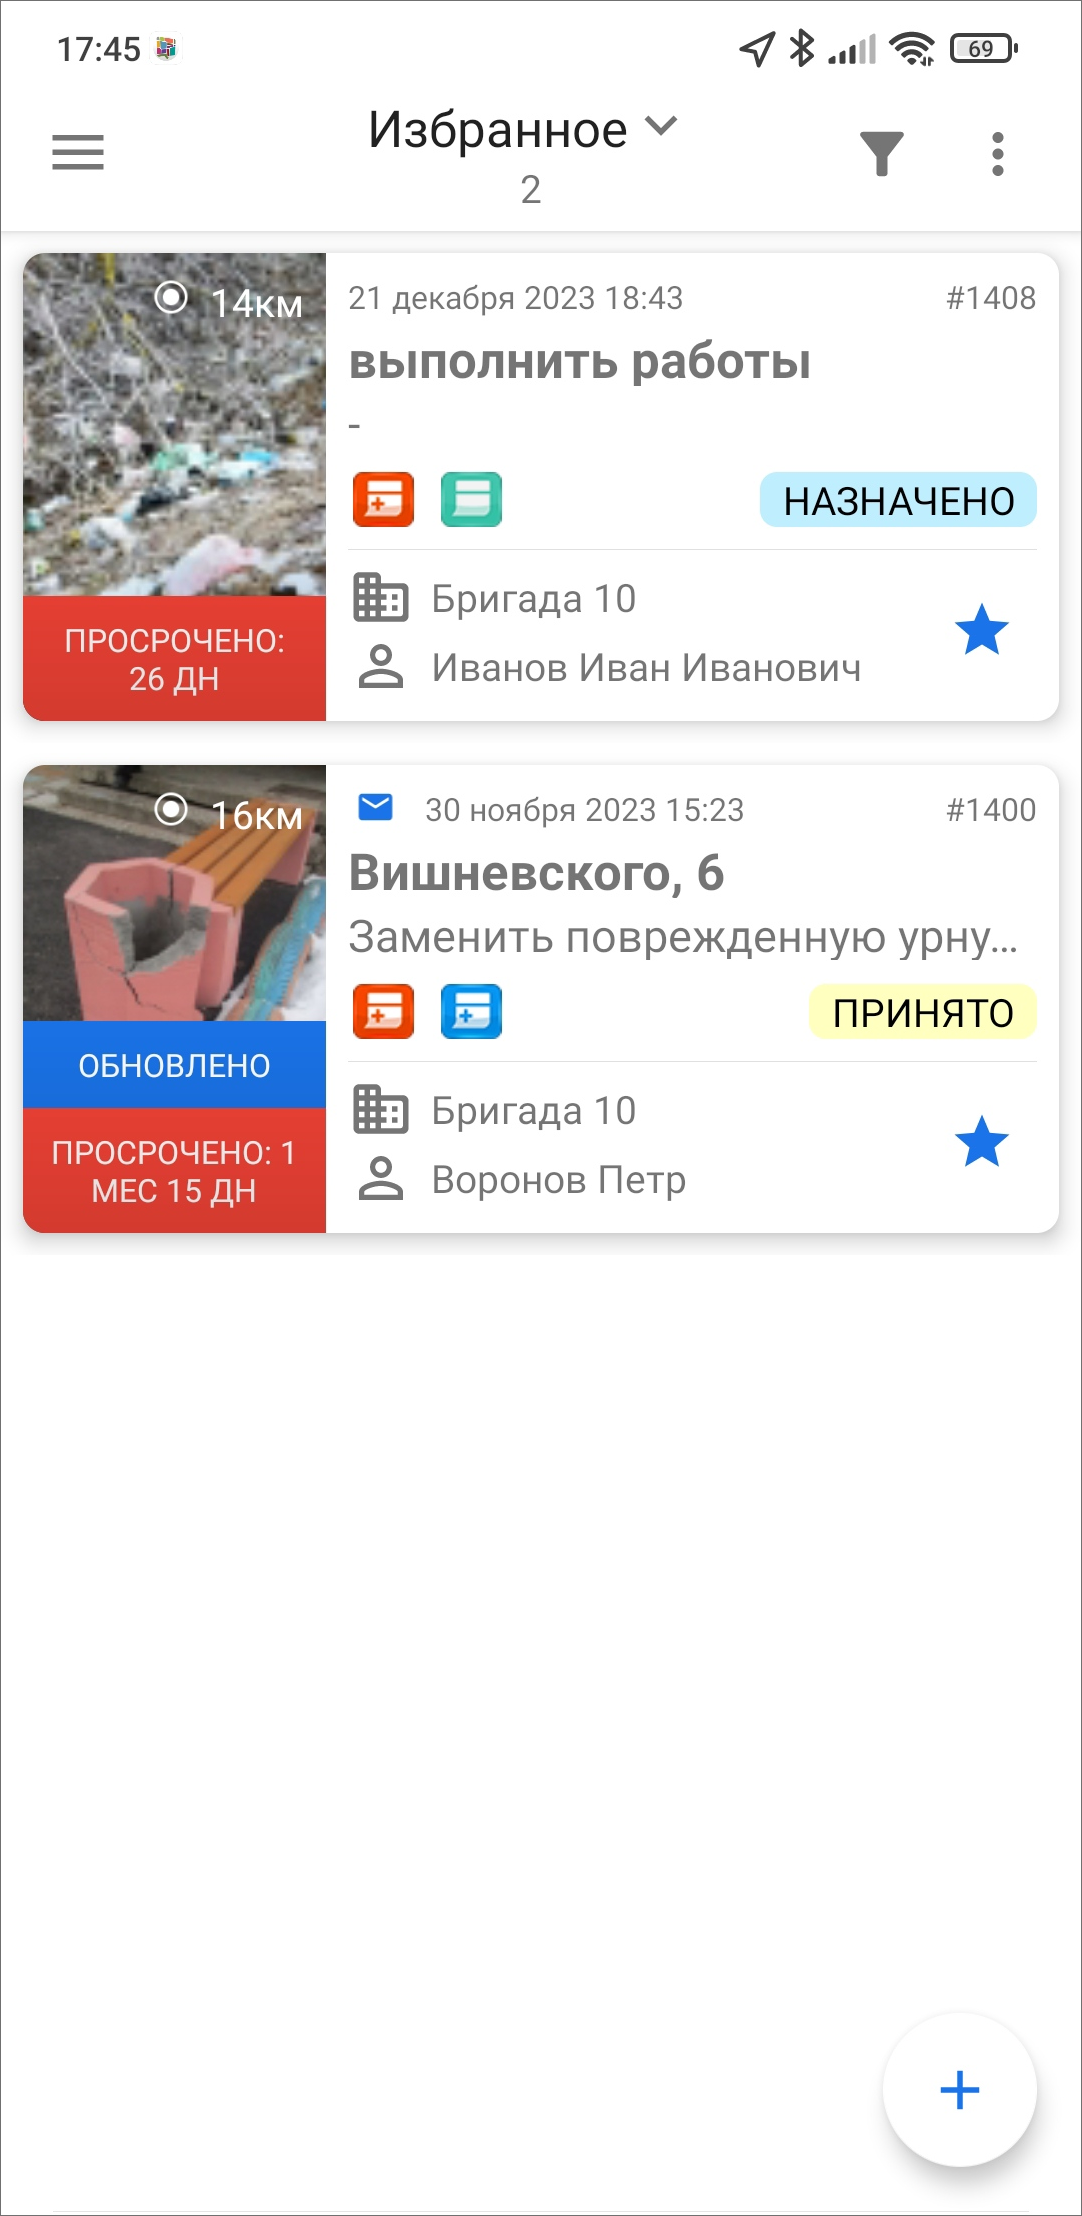 17:45
69
Избранное
2
14км
21 декабря 2023 18:43
#1408
выполнить работы
-
НАЗНАЧЕНО
ПРОСРОЧЕНО:
26 ДН
Бригада 10
Иванов Иван Иванович
16км
30 ноября 2023 15:23
#1400
Вишневского, 6
Заменить поврежденную урну...
ПРИНЯТО
ОБНОВЛЕНО
ПРОСРОЧЕНО: 1
МЕС 15 ДН
Бригада 10
Воронов Петр